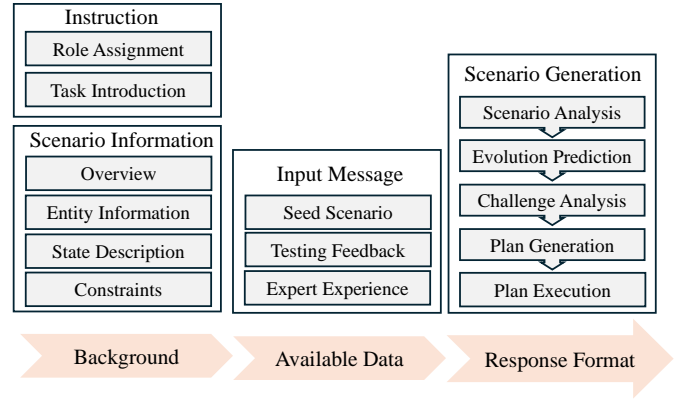 Instruction
Role Assignment
Task Introduction
Scenario Information
Overview
Entity Information
State Description
Constraints
Input Message
Seed Scenario
Testing Feedback
Expert Experience
Scenario Generation
Scenario Analysis
Evolution Prediction
Challenge Analysis
Plan Generation
Plan Execution
Background
Available Data
Response Format